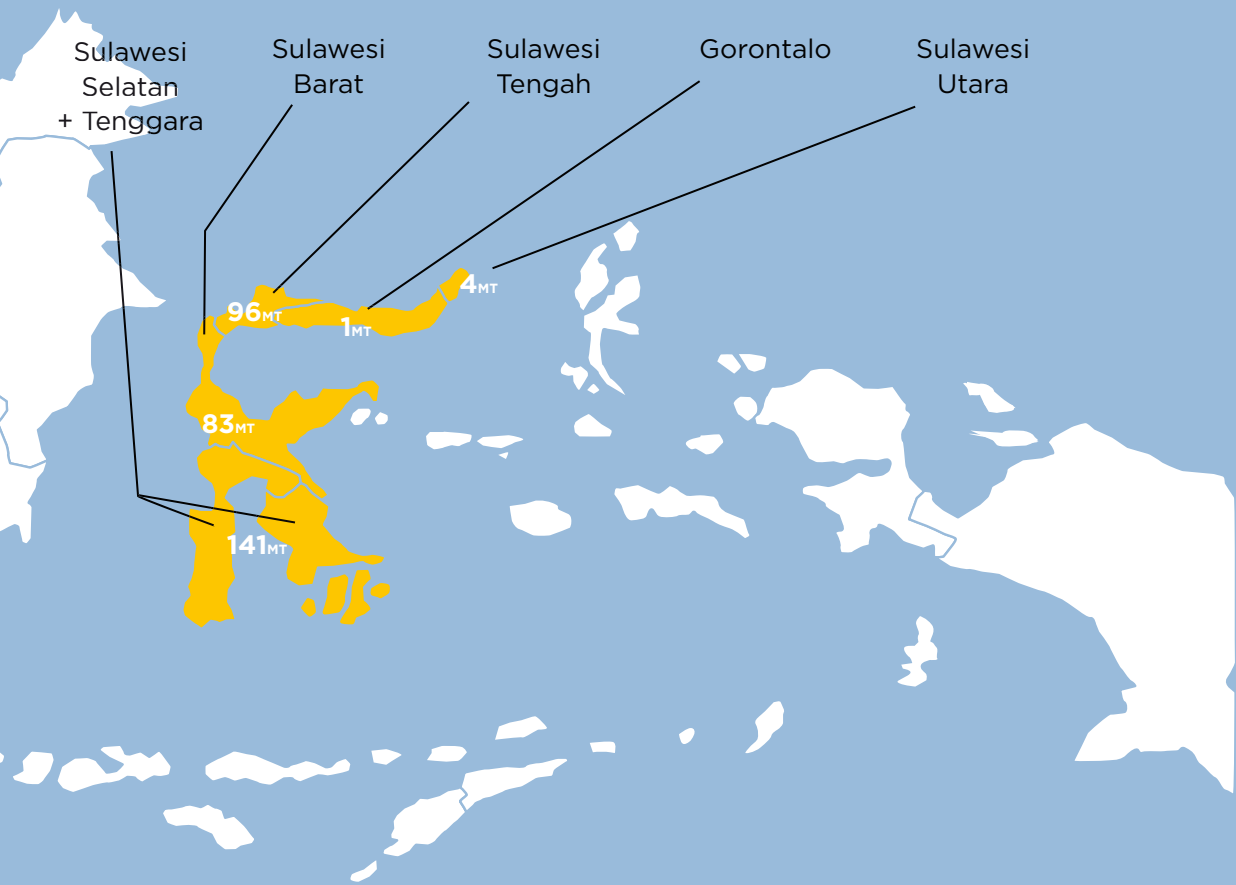 Sulawesi
Selatan
+ Tenggara
Sulawesi
Barat
Sulawesi
Tengah
Gorontalo
Sulawesi
Utara
4MT
96MT
1MT
83MT
141MT